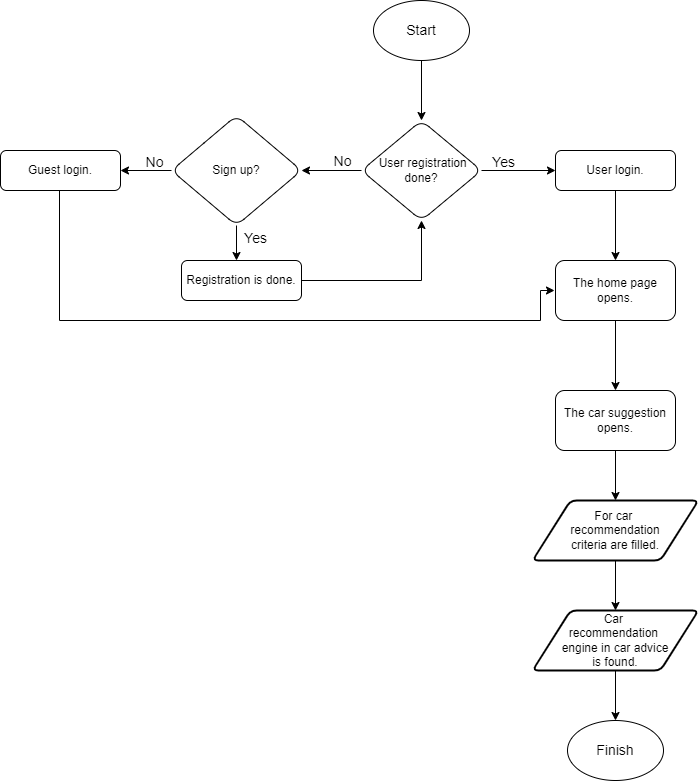 Start
User registration
done?
No
Yes
Sign up?
No
Guest login.
User login.
Yes
Registration is done.
The home page
opens.
The car suggestion
opens.
For car
recommendation
criteria are filled.
Car
recommendation
engine in car advice
is found.
Finish